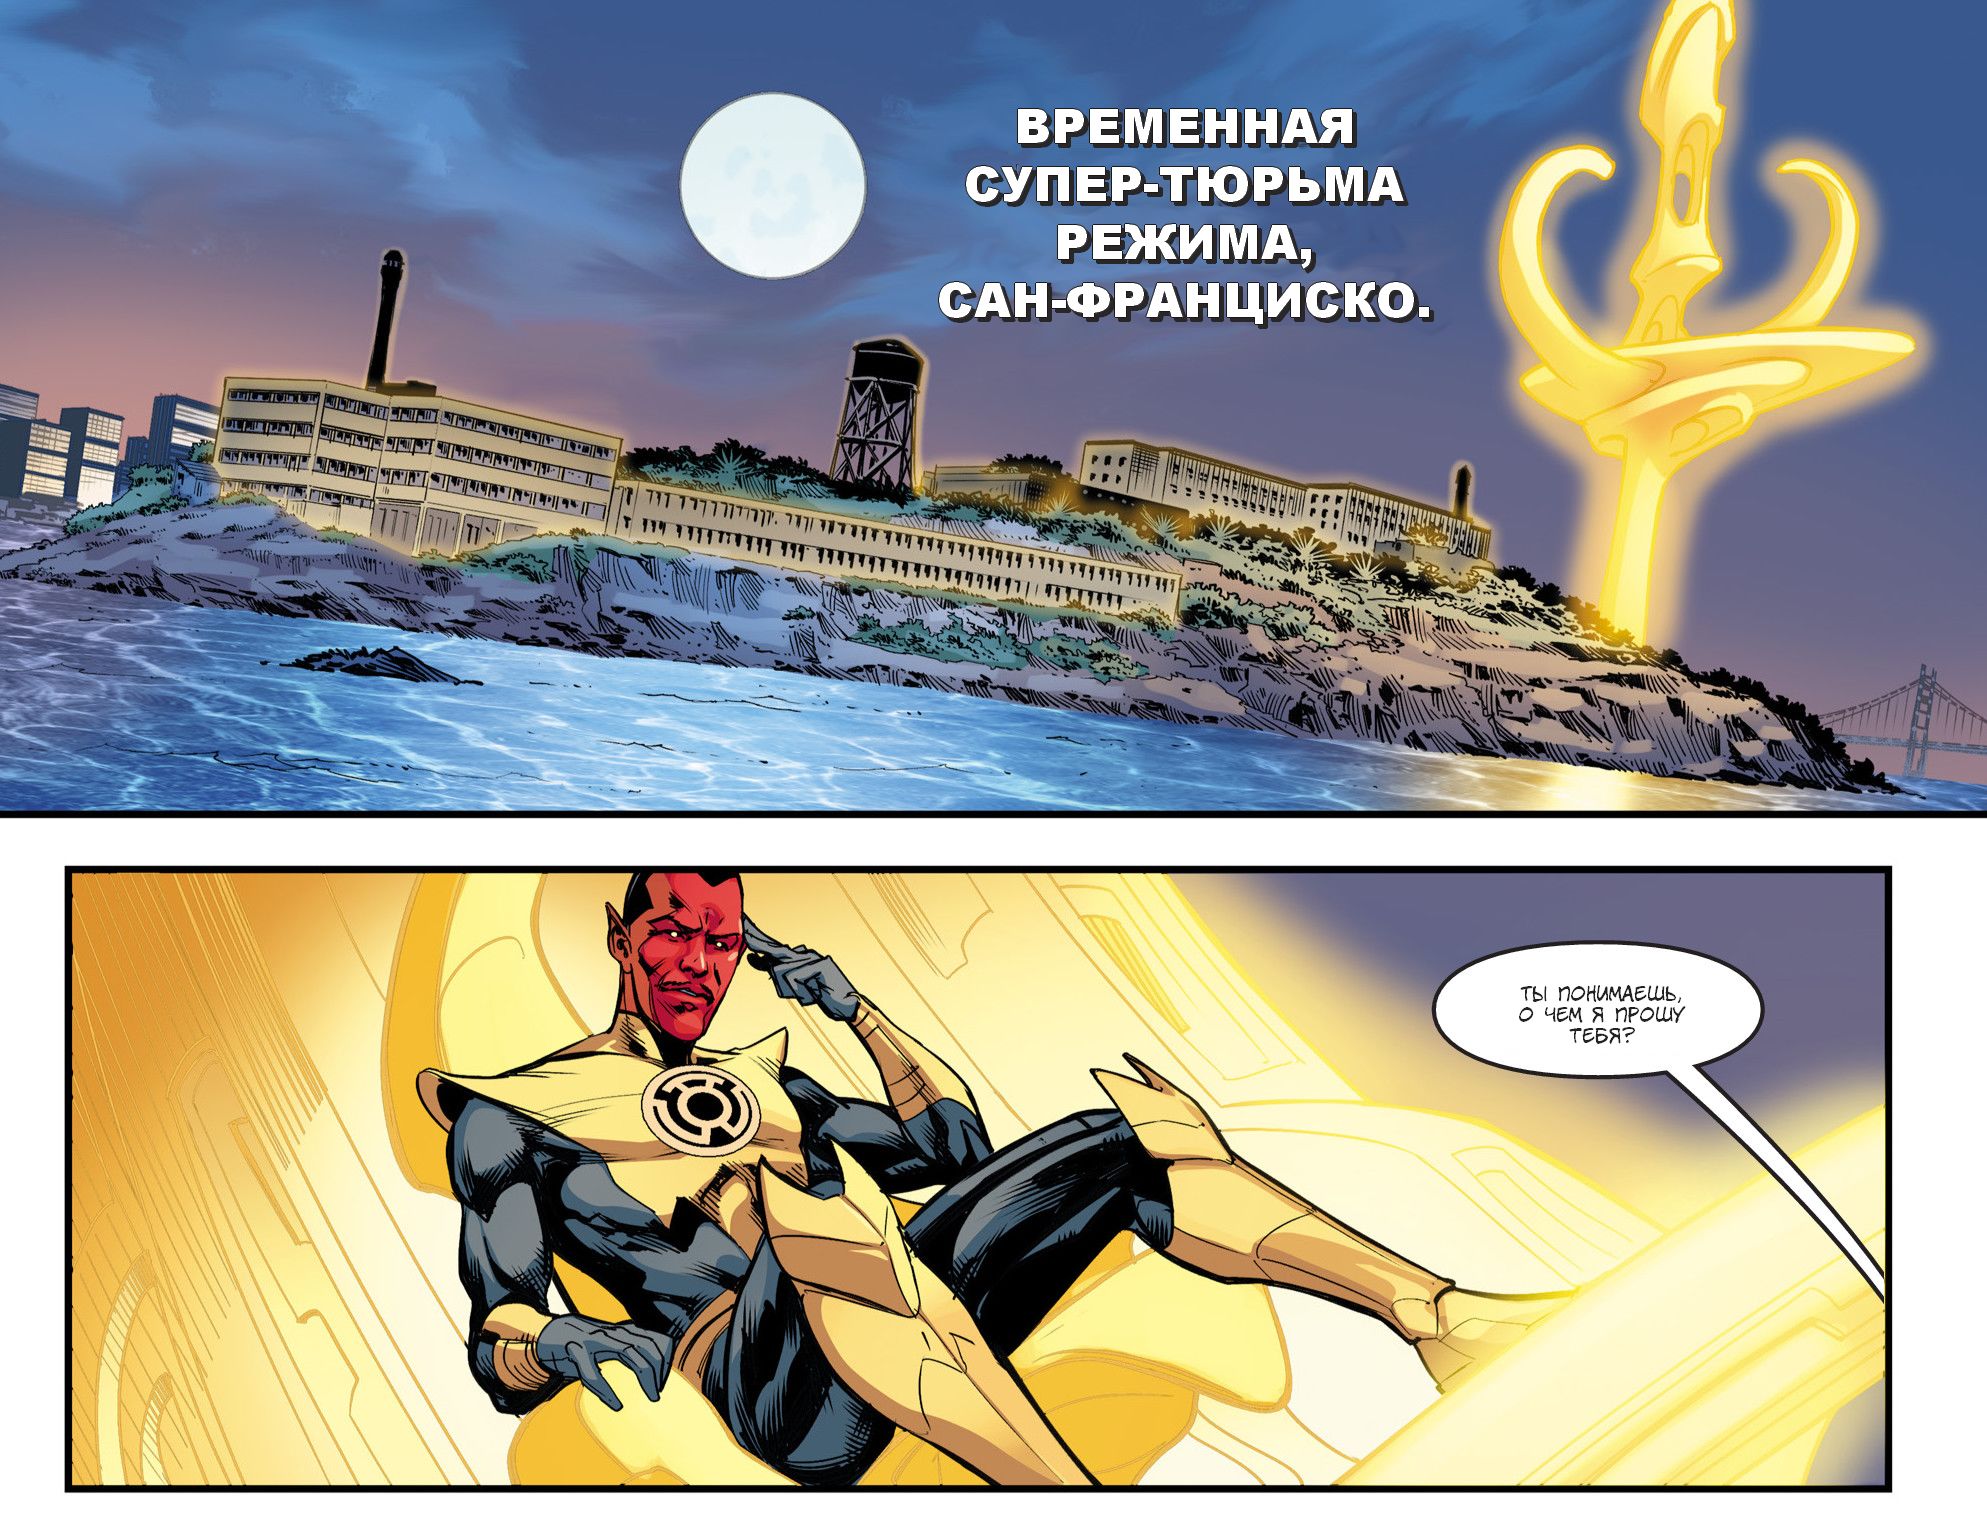 ВРЕМЕННАЯ
СУПЕР-ТЮРЬМА
РЕЖИМА,
САН-ФРАНЦИСКО.
ТЫ ПОНИМАЕШЬ,
О ЧЕМ Я ПРОШУ
ТЕБЯ?